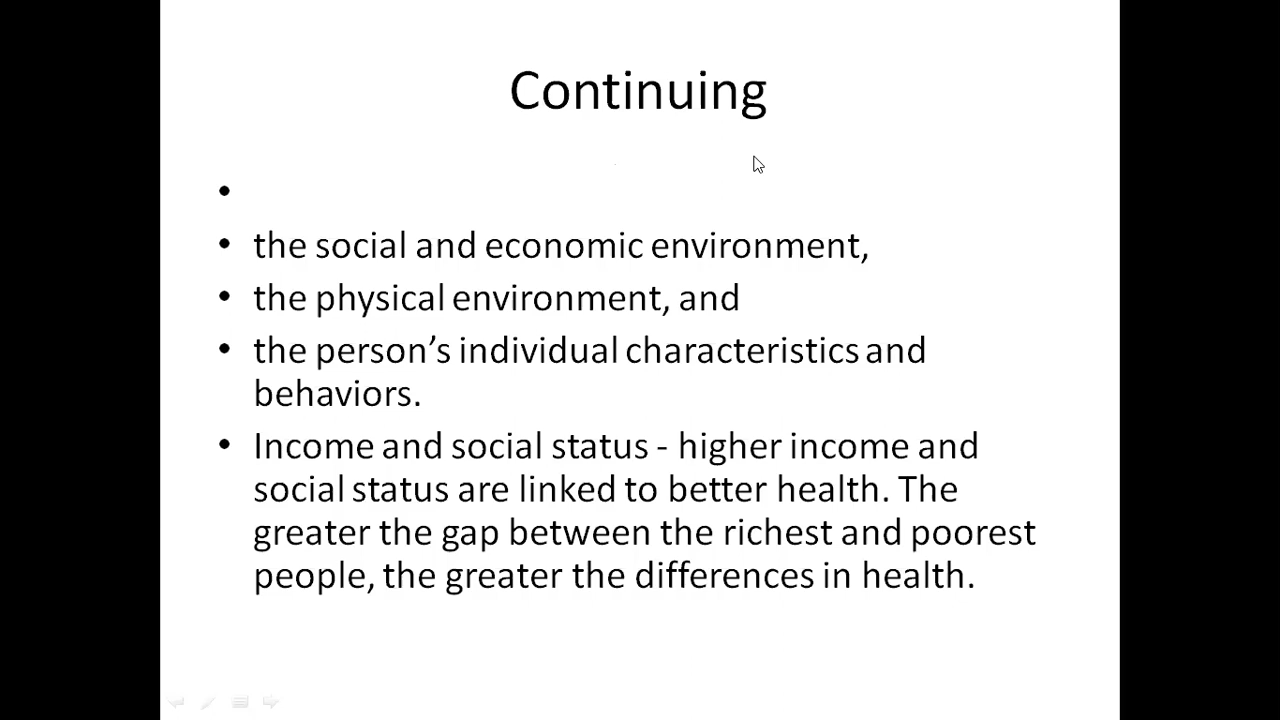 Continuing
•
• the social and economic environment,
• the physical environment, and
• the person’s individual characteristics and
behaviors.
• Income and social status - higher income and
social status are linked to better health. The
greater the gap between the richest and poorest
people, the greater the differences in health.